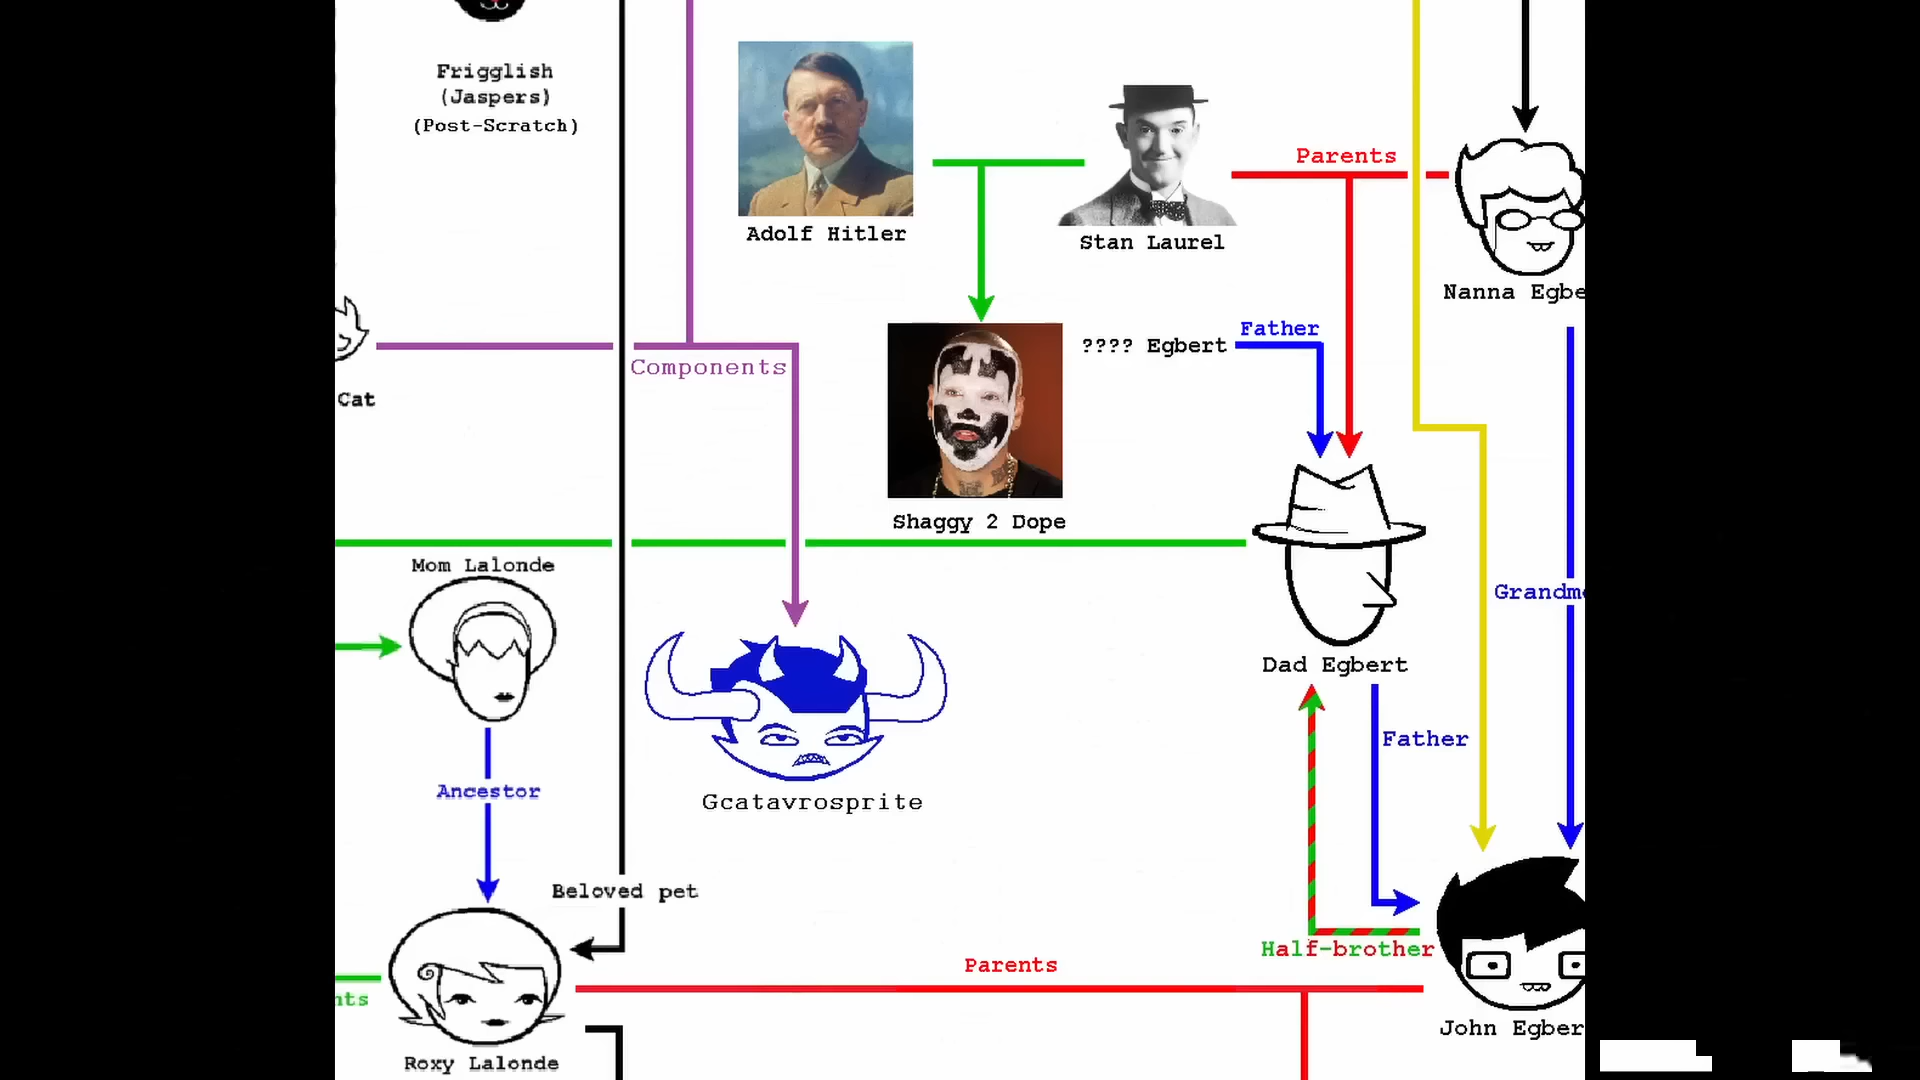 Frigglish
(Jaspers)
(Post-Scratch)
Adolf Hitler
Stan Laurel
Parents
Nanna Egbe
Father
???? Egbert
Components
Cat
Shaggy 2 Dope
Mom Lalonde
Grandm
Dad Egbert
Father
Ancestor
Gcatavrosprite
Beloved pet
Half-brother
Parents
nts
John Egber
Roxy Lalonde